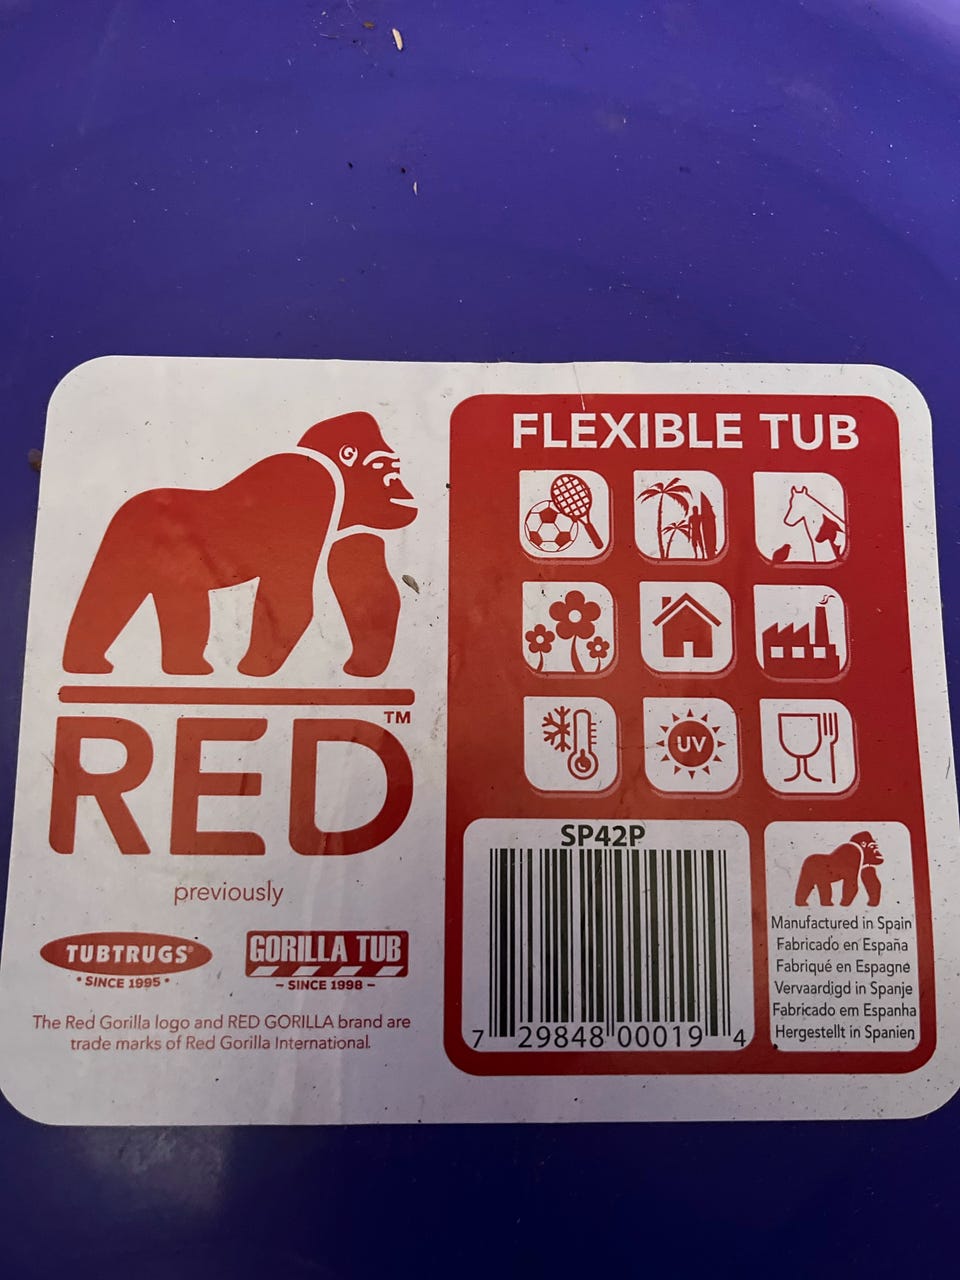 G
RED™
previously
TUBTRUGS®
• SINCE 1995 •
GORILLA TUB
– SINCE 1998 –
The Red Gorilla logo and RED GORILLA brand are
trade marks of Red Gorilla International.
FLEXIBLE TUB
UV
SP42P
7 29848 00019 4
Manufactured in Spain
Fabricado en España
Fabriqué en Espagne
Vervaardigd in Spanje
Fabricado em Espanha
Hergestellt in Spanien